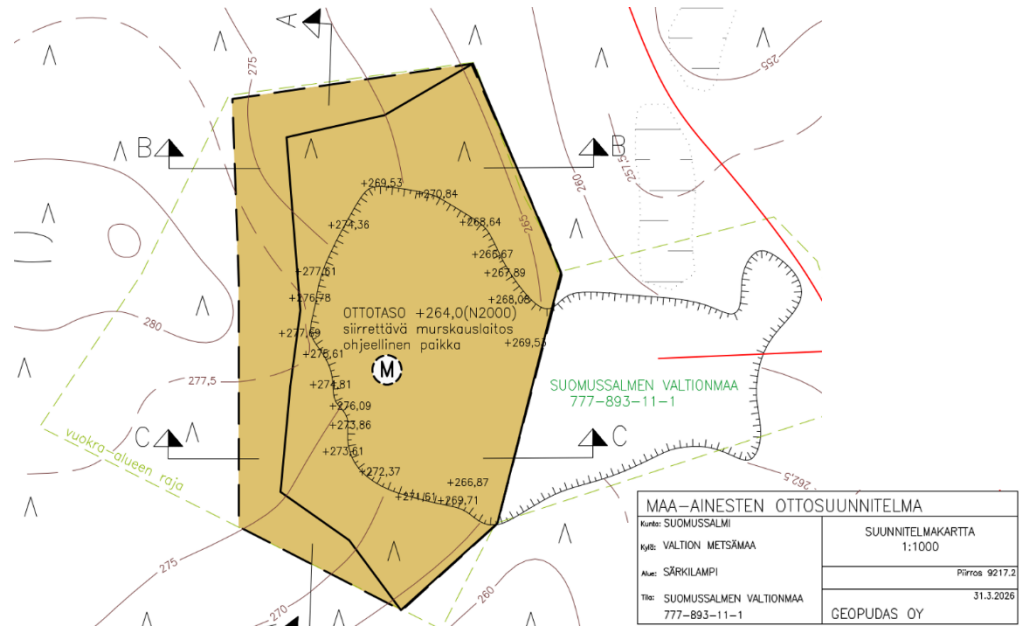 A
275
255
B
B
257,5
260
265
+269,53
+270,84
+274,36
+268,64
+265,67
+267,89
+277,51
+276,78
+268,08
OTTOTASO +264,0(N2000)
siirrettävä murskauslaitos
ohjeellinen paikka
+277,69
+269,55
+275,61
280
M
277,5
+274,81
SUOMUSSALMEN VALTIONMAA
777-893-11-1
+276,09
+273,86
vuokra-alueen raja
C
C
+273,61
+272,37
+266,87
+271,61
+269,71
262,5
275
270
260
MAA-AINESTEN OTTOSUUNNITELMA
Kunta: SUOMUSSALMI
SUUNNITELMAKARTTA
1:1000
Kylä: VALTION METSÄMAA
Alue: SÄRKILAMPI
Piirros 9217.2
31.3.2026
Tila: SUOMUSSALMEN VALTIONMAA
777-893-11-1
GEOPUDAS OY